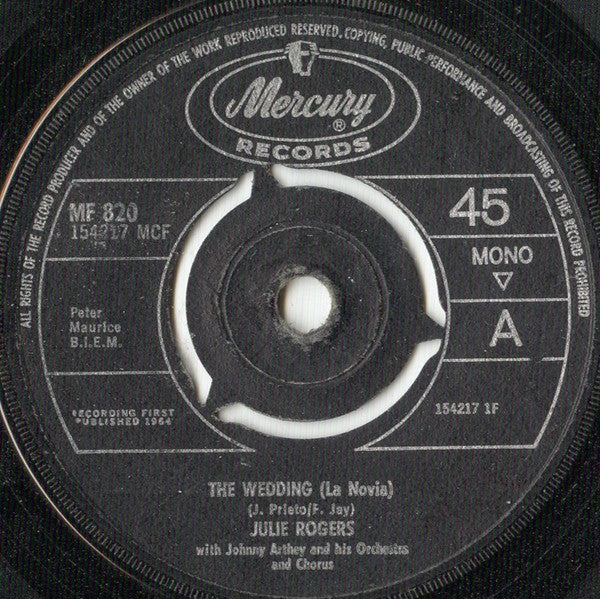 ALL RIGHTS OF THE RECORD PRODUCER AND OF THE OWNER OF THE WORK REPRODUCED RESERVED. COPYING, PUBLIC PERFORMANCE AND BROADCASTING OF THE RECORD PROHIBITED
Mercury ®
RECORDS
MF 820
154217 MCF
45
MONO
A
Peter
Maurice
B.I.E.M.
154217 1F
RECORDING FIRST
PUBLISHED 1964
THE WEDDING (La Novia)
(J. Prieto/F. Jay)
JULIE ROGERS
with Johnny Arthey and his Orchestra
and Chorus